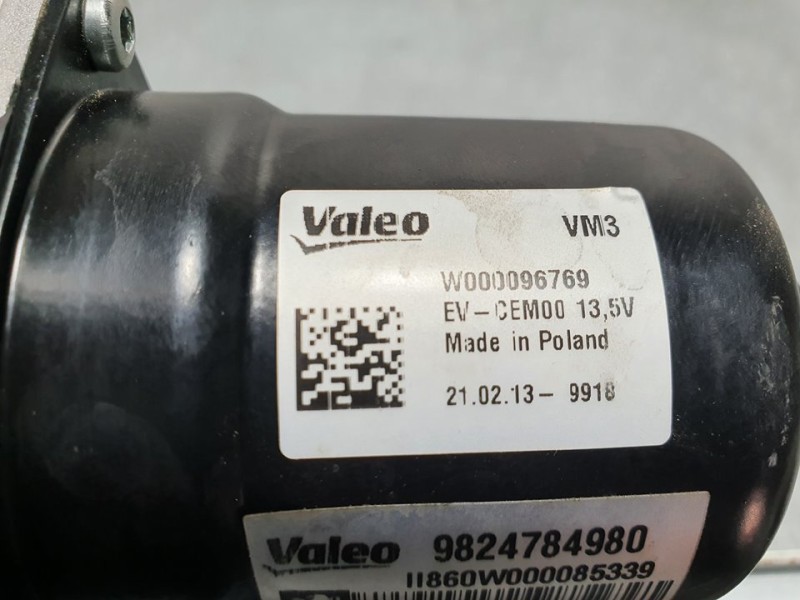 Valeo VM3
W000096769
EV-CEM00 13,5V
Made in Poland
21.02.13- 9918
Valeo 9824784980
II860W000085339